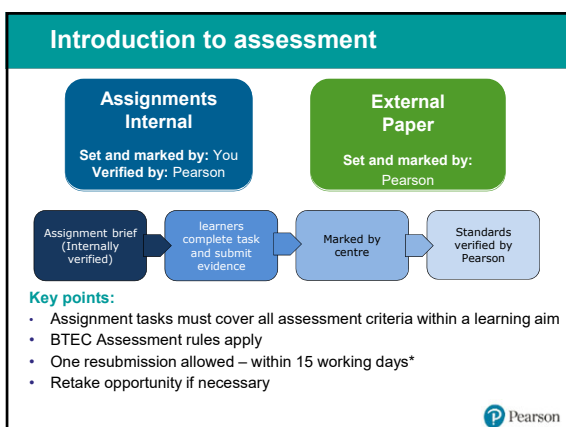 Introduction to assessment
Assignments
Internal
Set and marked by: You
Verified by: Pearson
External
Paper
Set and marked by:
Pearson
Assignment brief
(Internally
verified)
learners
complete task
and submit
evidence
Marked by
centre
Standards
verified by
Pearson
Key points:
• Assignment tasks must cover all assessment criteria within a learning aim
• BTEC Assessment rules apply
• One resubmission allowed – within 15 working days*
• Retake opportunity if necessary
P Pearson